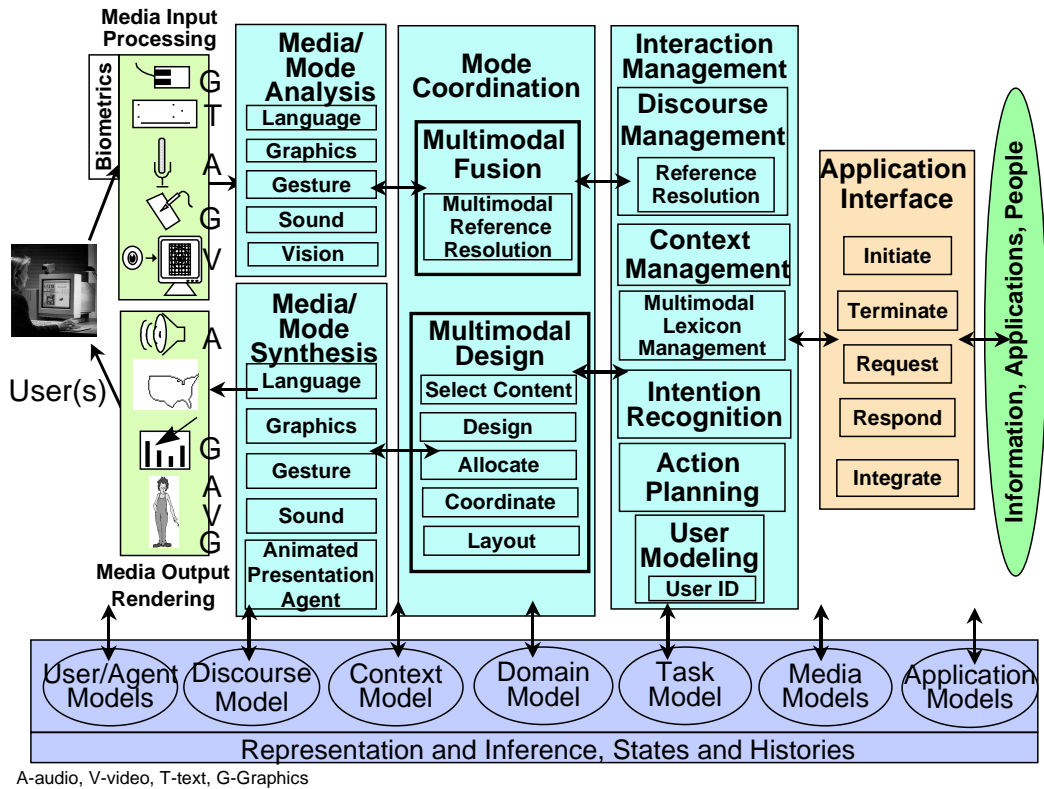 Media Input
Processing
Biometrics
G
T
A
G
V
User(s)
A
G
A
V
G
Media Output
Rendering
Media/
Mode
Analysis
Language
Graphics
Gesture
Sound
Vision
Media/
Mode
Synthesis
Language
Graphics
Gesture
Sound
Animated
Presentation
Agent
Mode
Coordination
Multimodal
Fusion
Multimodal
Reference
Resolution
Multimodal
Design
Select Content
Design
Allocate
Coordinate
Layout
Interaction
Management
Discourse
Management
Reference
Resolution
Context
Management
Multimodal
Lexicon
Management
Intention
Recognition
Action
Planning
User
Modeling
User ID
Application
Interface
Initiate
Terminate
Request
Respond
Integrate
Information, Applications, People
User/Agent
Models
Discourse
Model
Context
Model
Domain
Model
Task
Model
Media
Models
Application
Models
Representation and Inference, States and Histories
A-audio, V-video, T-text, G-Graphics